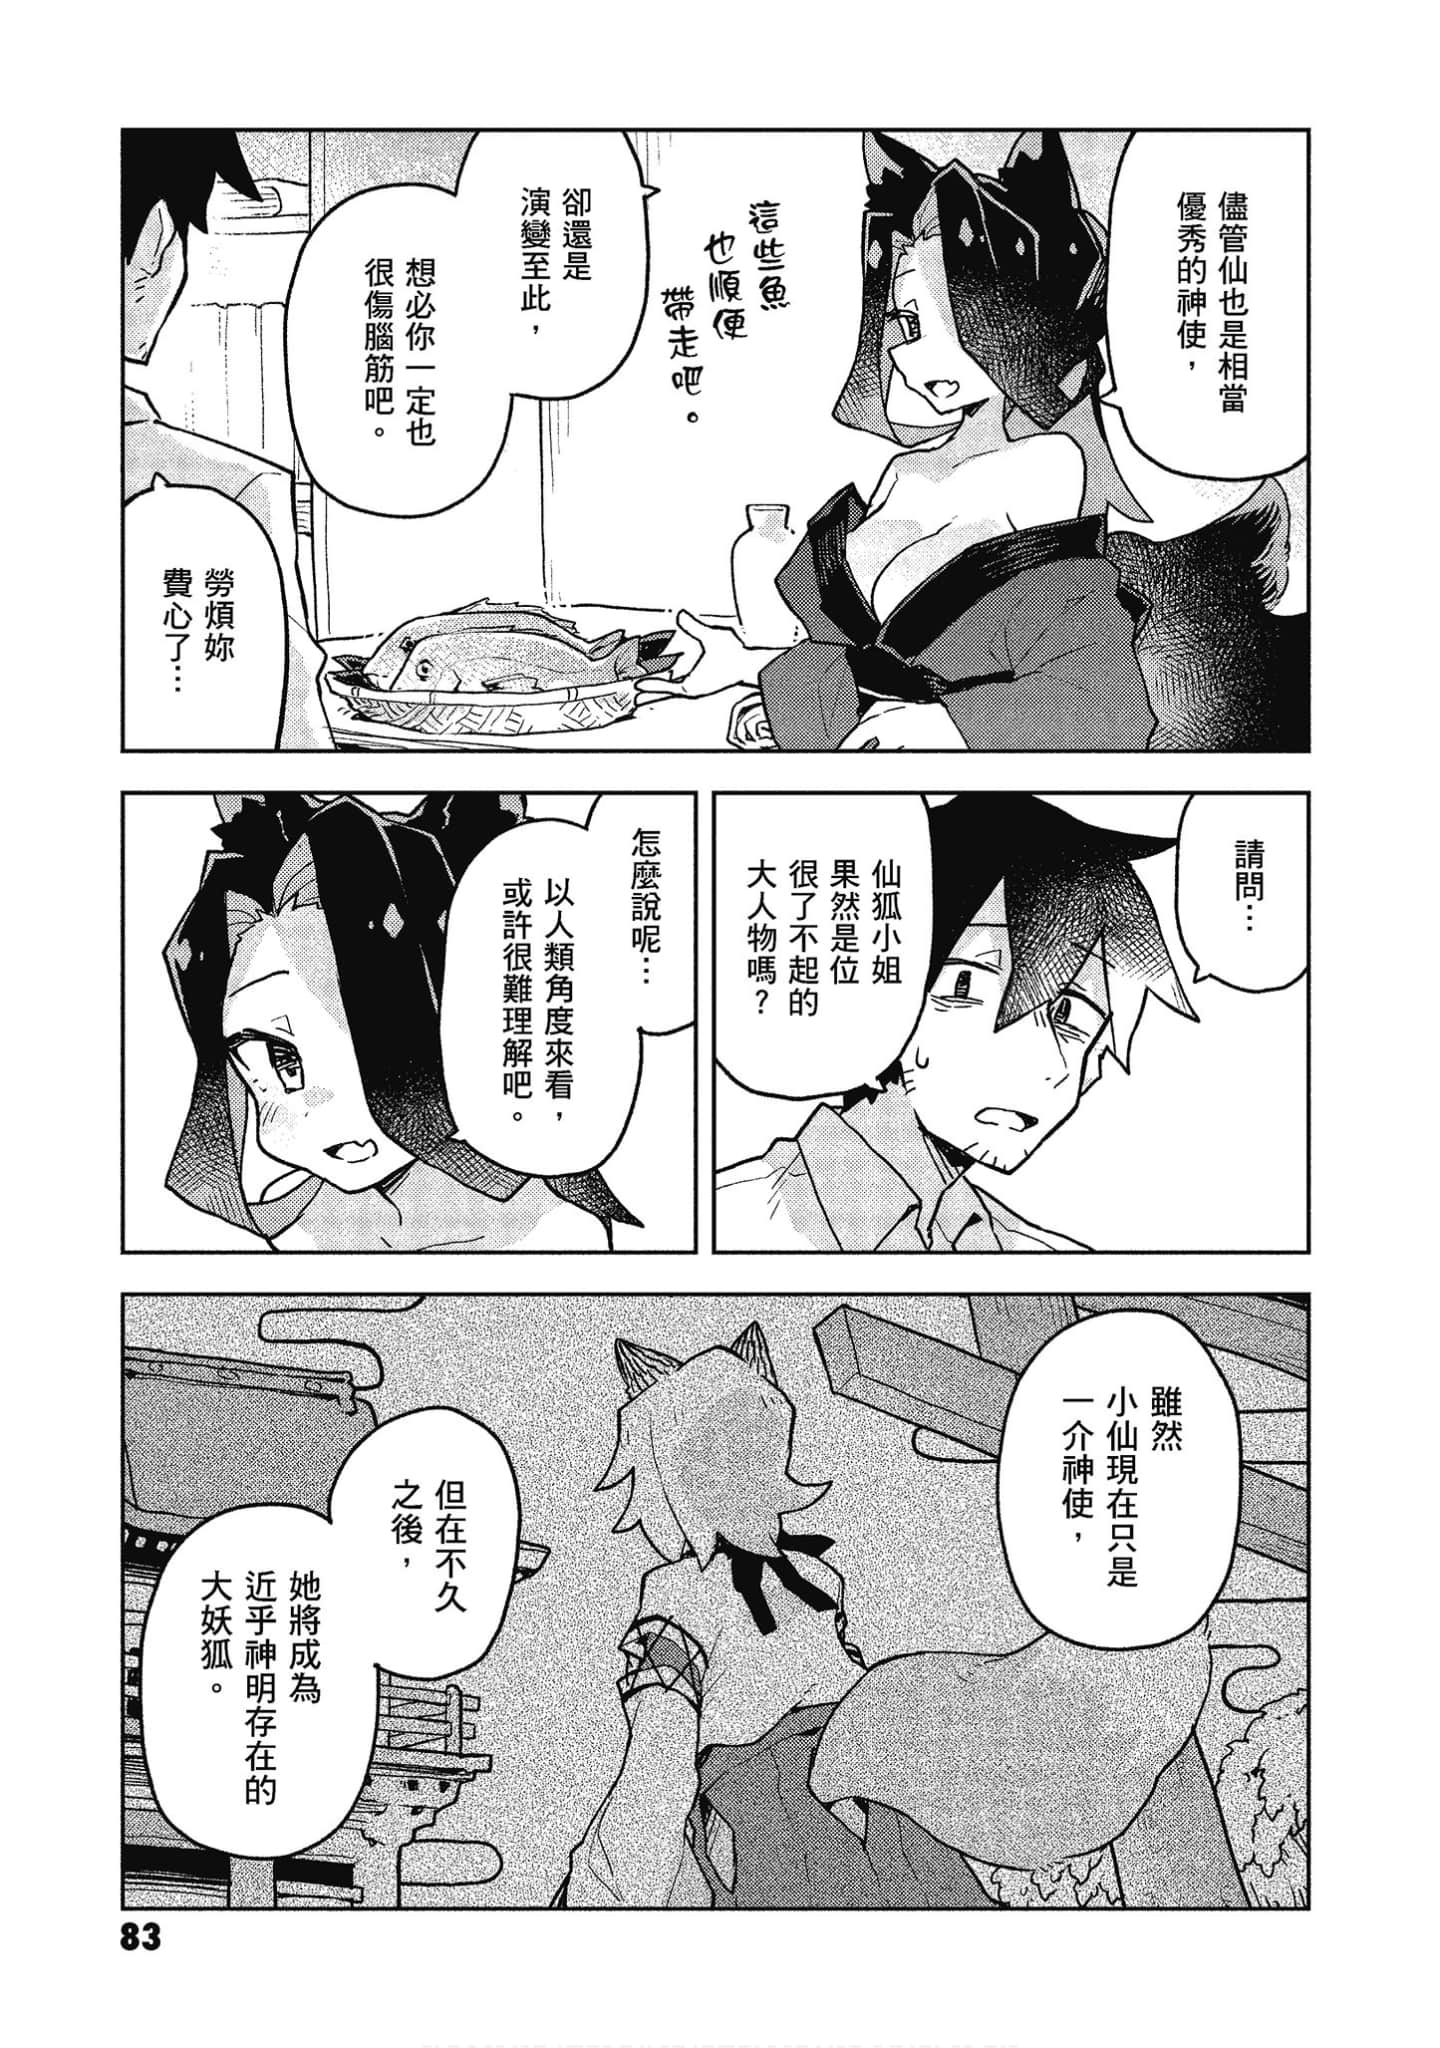 儘管仙也是相當
優秀的神使，
這些魚
也順便
帶走吧。
卻還是
演變至此，
想必你一定也
很傷腦筋吧。
勞煩妳
費心了…
請問…
仙狐小姐
果然是位
很了不起的
大人物嗎？
怎麼說呢…
以人類角度來看，
或許很難理解吧。
雖然
小仙現在只是
一介神使，
但在不久
之後，
她將成為
近乎神明存在的
大妖狐。
83